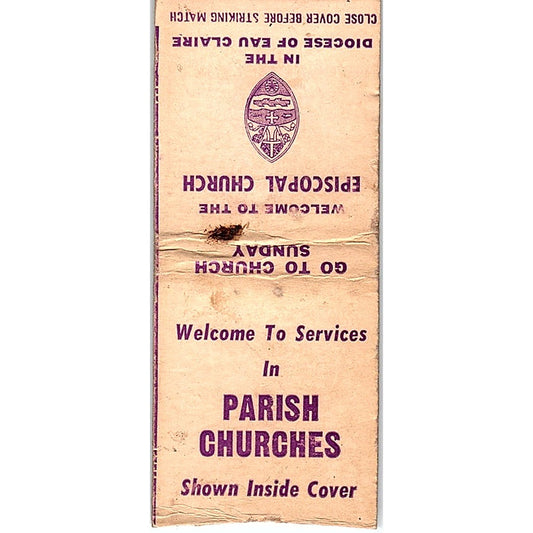 CLOSE COVER BEFORE STRIKING MATCH
WELCOME TO THE
EPISCOPAL CHURCH
IN THE
DIOCESE OF EAU CLAIRE
GO TO CHURCH
SUNDAY
Welcome To Services
In
PARISH
CHURCHES
Shown Inside Cover